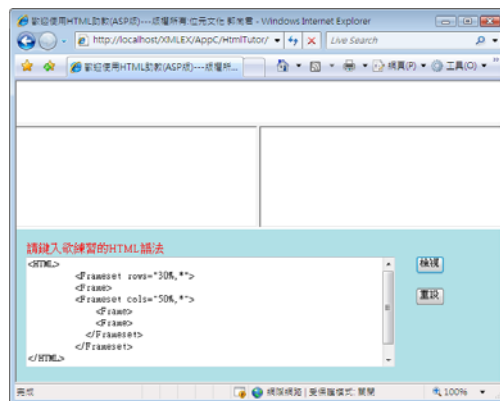 歡迎使用HTML助教(ASP版)---版權所有:位元文化 - Windows Internet Explorer
http://localhost/XMLEX/AppC/HtmlTutor/
Live Search
歡迎使用HTML助教(ASP版)---版權所...
網頁(P)
工具(O)
請鍵入欲練習的HTML語法
<HTML>
<Frameset rows="30%,*">
<Frame>
<Frameset cols="50%,*">
<Frame>
<Frame>
</Frameset>
</Frameset>
</HTML>
檢視
重設
完成
網際網路 | 受保護模式: 關閉
100%